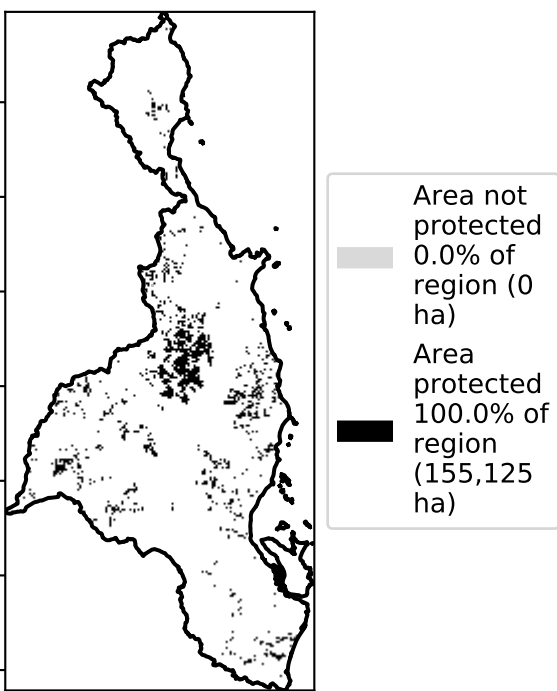 Area not
protected
0.0% of
region (0
ha)
Area
protected
100.0% of
region
(155,125
ha)